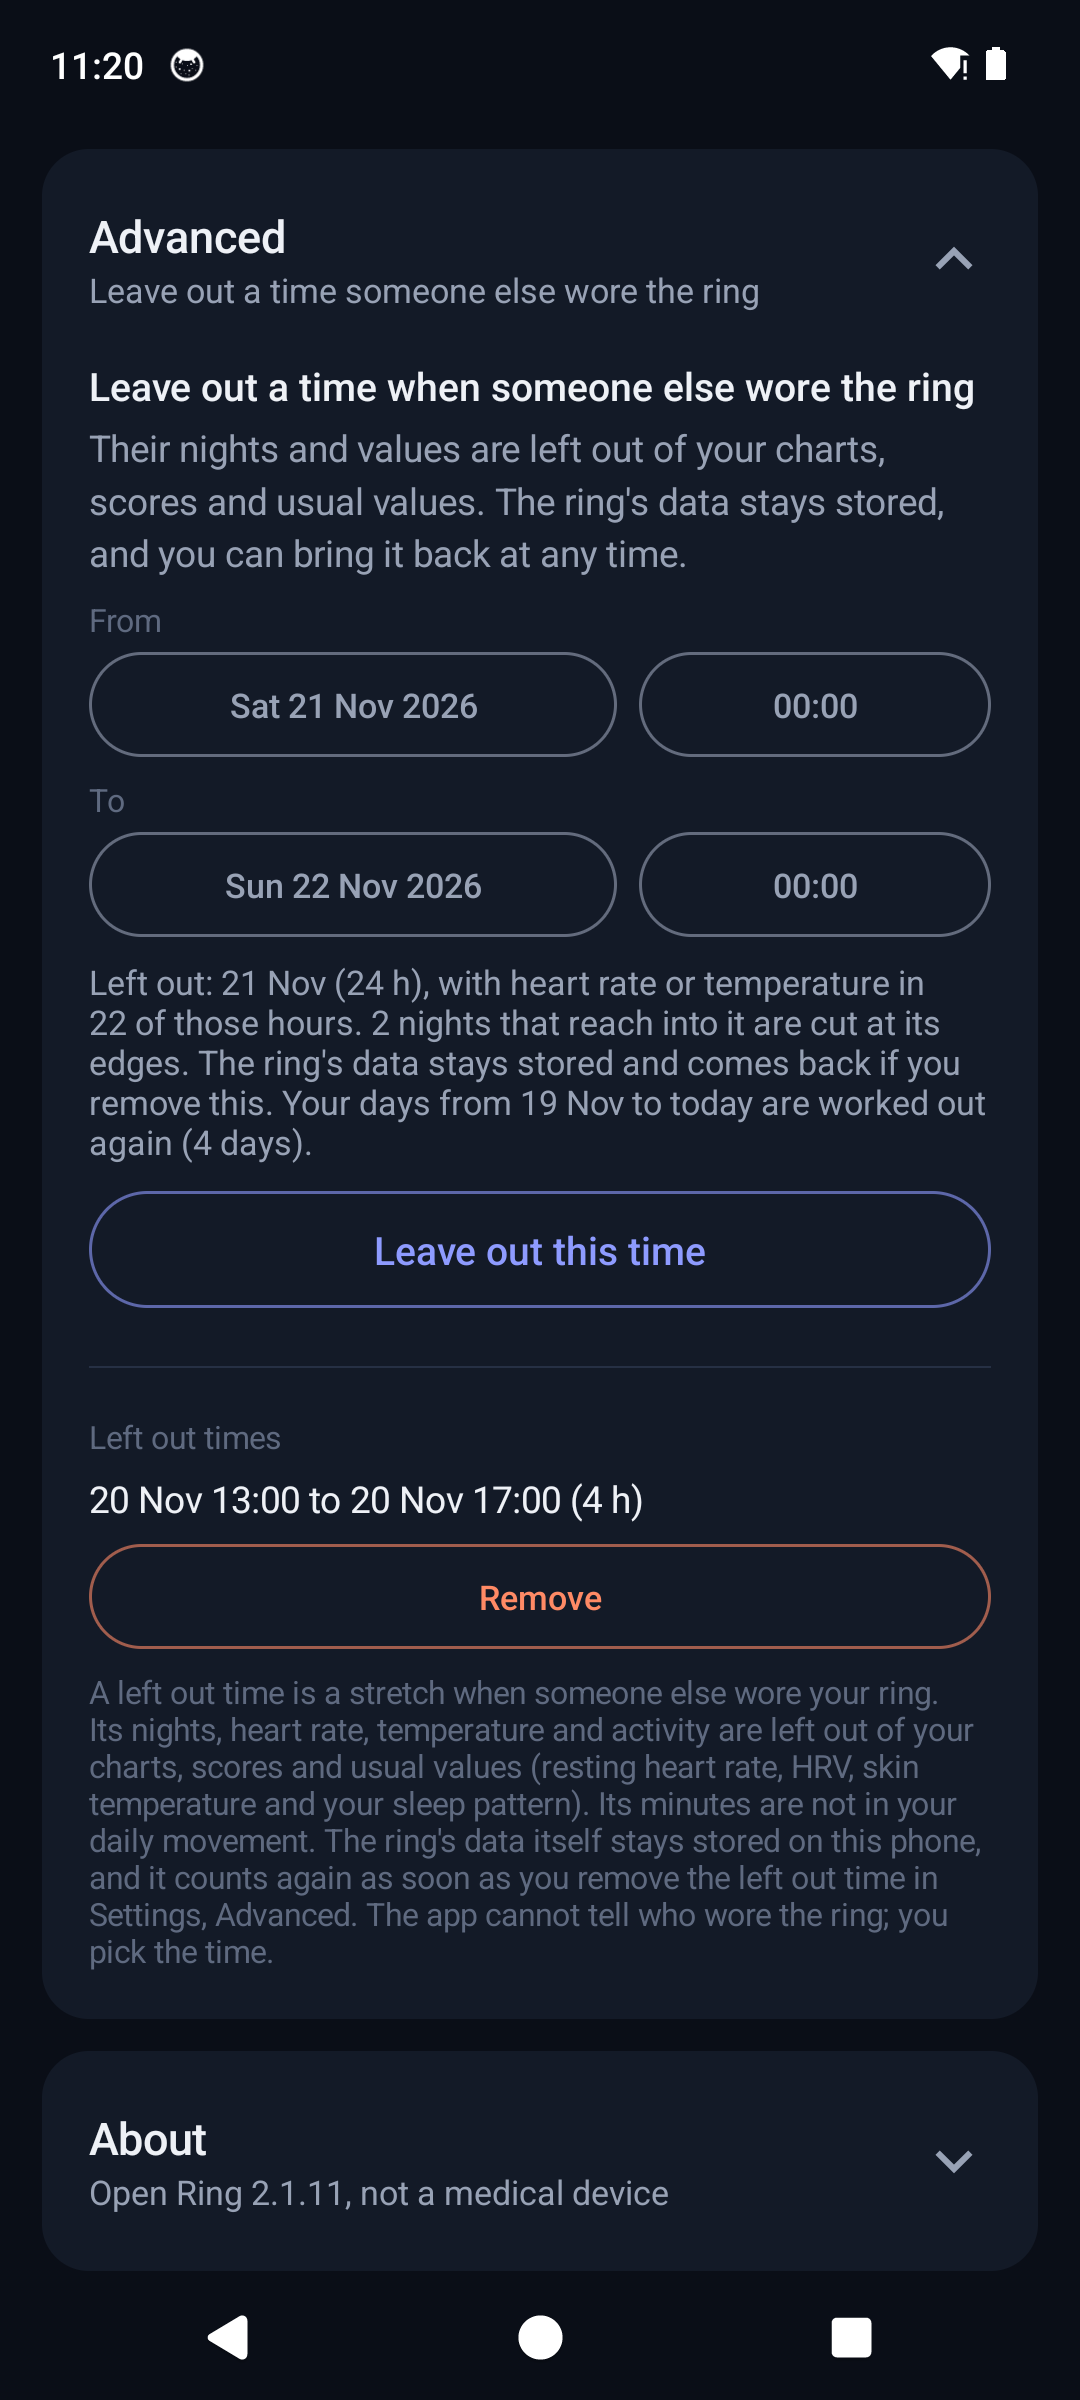 11:20
Advanced
Leave out a time someone else wore the ring
Leave out a time when someone else wore the ring
Their nights and values are left out of your charts,
scores and usual values. The ring's data stays stored,
and you can bring it back at any time.
From
Sat 21 Nov 2026
00:00
To
Sun 22 Nov 2026
00:00
Left out: 21 Nov (24 h), with heart rate or temperature in
22 of those hours. 2 nights that reach into it are cut at its
edges. The ring's data stays stored and comes back if you
remove this. Your days from 19 Nov to today are worked out
again (4 days).
Leave out this time
Left out times
20 Nov 13:00 to 20 Nov 17:00 (4 h)
Remove
A left out time is a stretch when someone else wore your ring.
Its nights, heart rate, temperature and activity are left out of your
charts, scores and usual values (resting heart rate, HRV, skin
temperature and your sleep pattern). Its minutes are not in your
daily movement. The ring's data itself stays stored on this phone,
and it counts again as soon as you remove the left out time in
Settings, Advanced. The app cannot tell who wore the ring; you
pick the time.
About
Open Ring 2.1.11, not a medical device